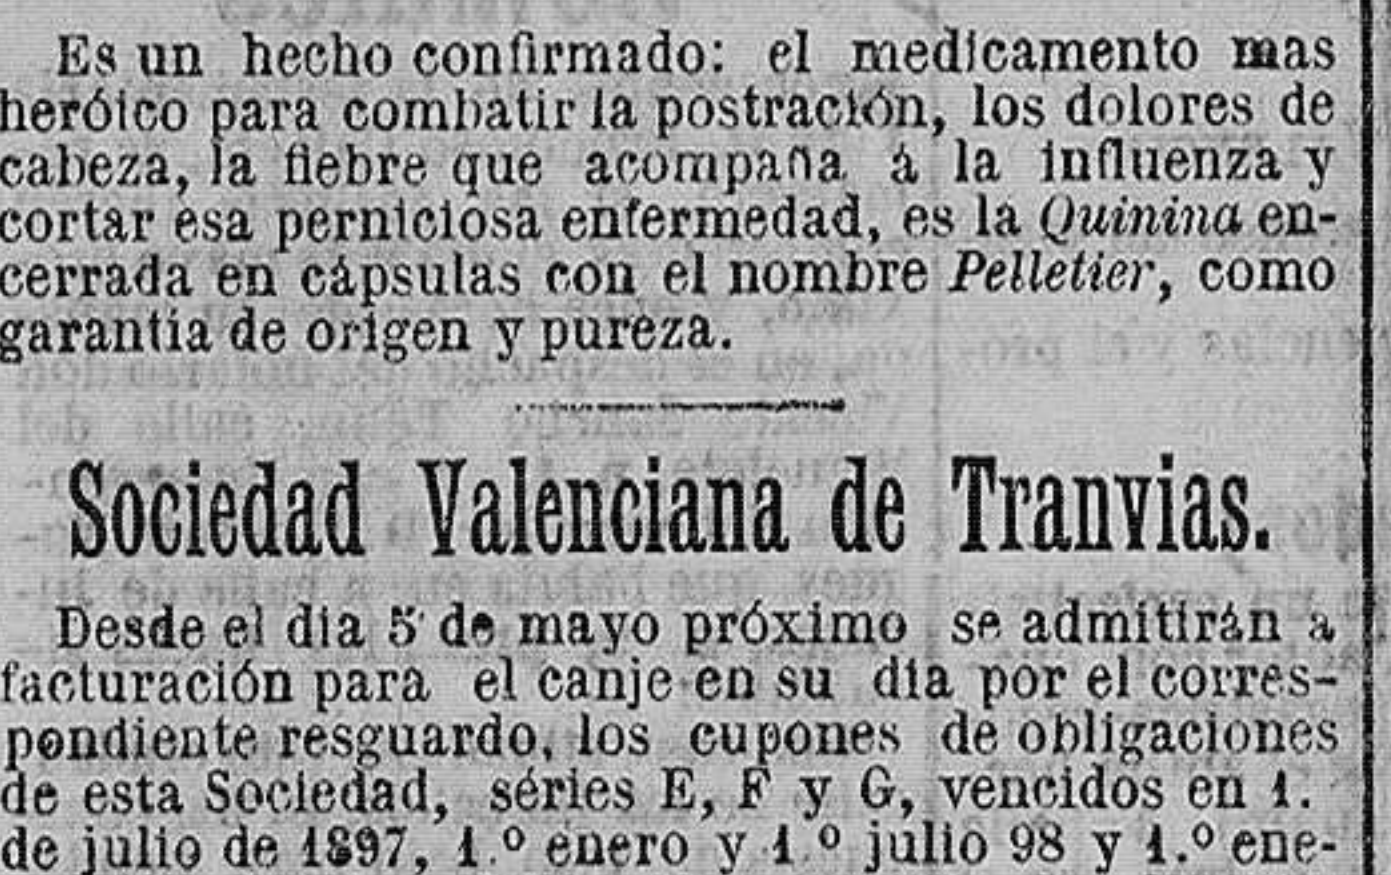 Es un hecho confirmado: el medicamento mas
heróico para combatir la postración, los dolores de
cabeza, la fiebre que acompaña á la influenza y
cortar esa perniciosa enfermedad, es la Quinina en-
cerrada en cápsulas con el nombre Pelletier, como
garantía de origen y pureza.
Sociedad Valenciana de Tranvias.
Desde el dia 5 de mayo próximo se admitirán a
facturación para el canje en su dia por el corres-
pondiente resguardo, los cupones de obligaciones
de esta Sociedad, séries E, F y G, vencidos en 1.
de julio de 1897, 1.º enero y 1.º julio 98 y 1.º ene-